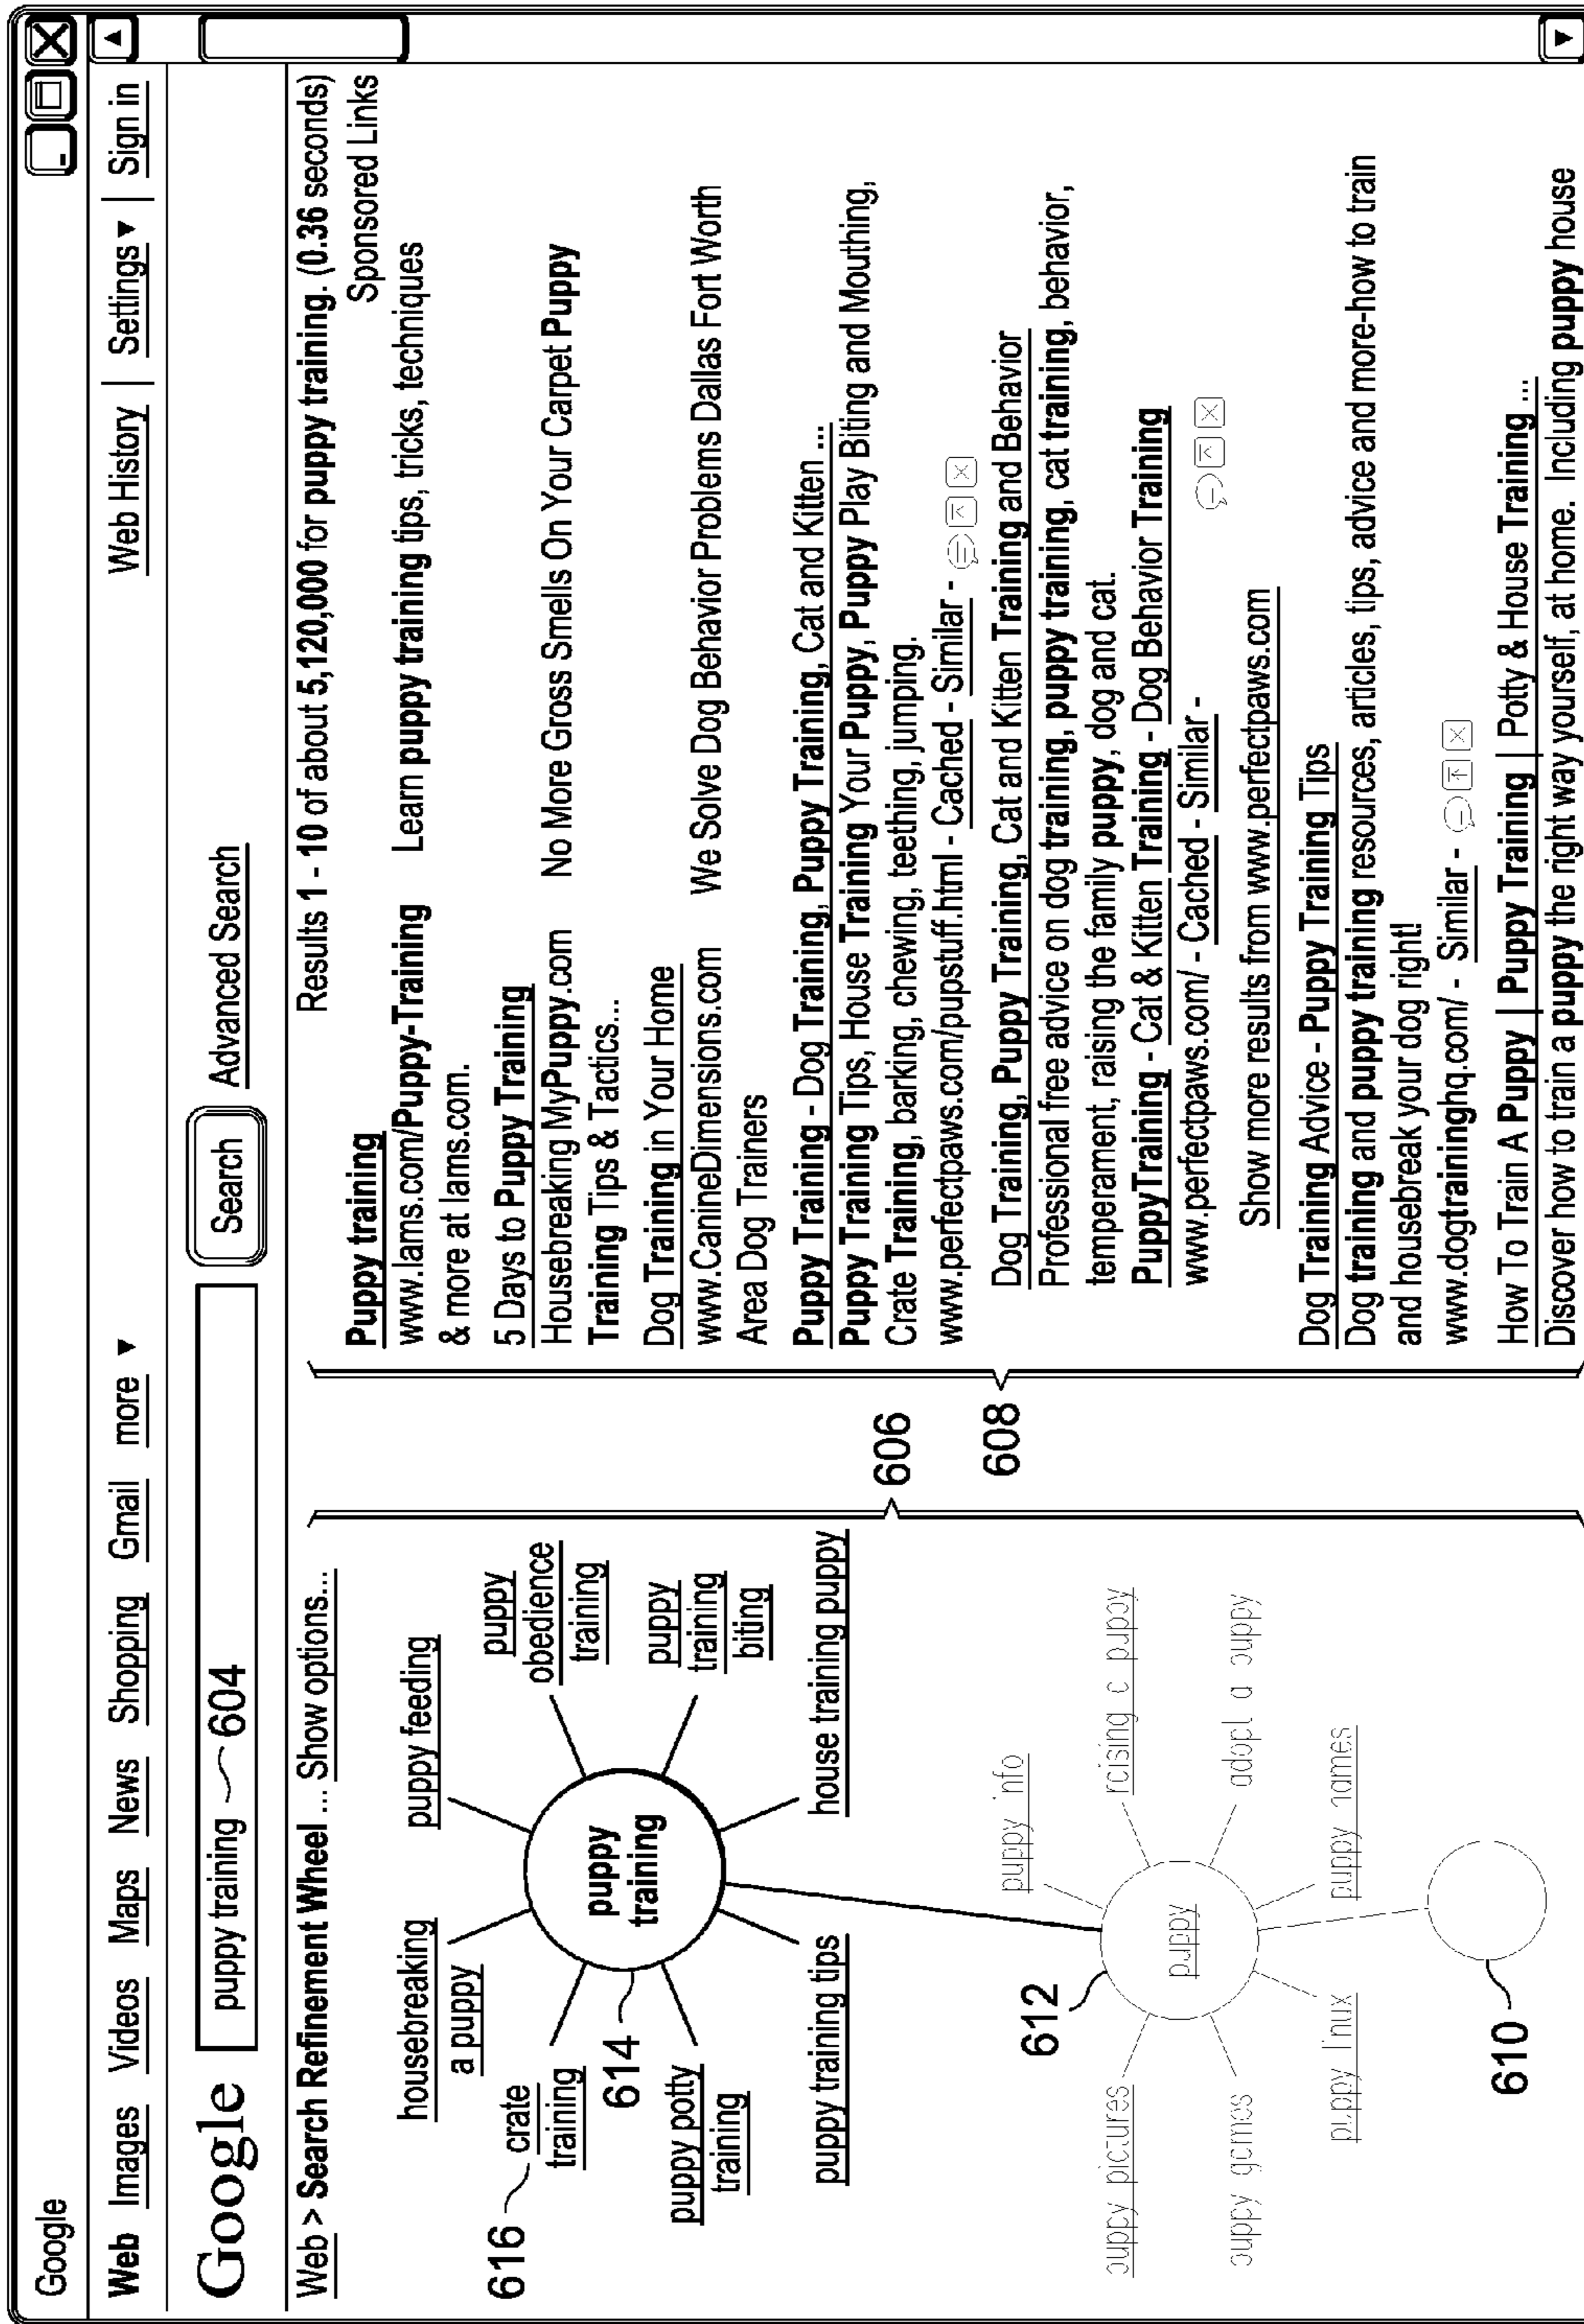 Google
Web Images Videos Maps News Shopping Gmail more ▼ Web History | Settings ▼ | Sign in
Google puppy training 604 Search Advanced Search
Web > Search Refinement Wheel ... Show options...
Results 1 - 10 of about 5,120,000 for puppy training. (0.36 seconds)
housebreaking
a puppy
puppy feeding
616 crate
training
puppy
obedience
training
614
puppy
training
puppy potty
training
puppy
training
biting
puppy training tips
house training puppy
606
612
puppy pictures
puppy info
puppy
puppy games
raising a puppy
adopt a puppy
puppy linux
puppy names
610
608
Sponsored Links
Puppy training
www.Iams.com/Puppy-Training Learn puppy training tips, tricks, techniques
& more at Iams.com.
5 Days to Puppy Training
Housebreaking MyPuppy.com No More Gross Smells On Your Carpet Puppy
Training Tips & Tactics...
Dog Training in Your Home
www.CanineDimensions.com We Solve Dog Behavior Problems Dallas Fort Worth
Area Dog Trainers
Puppy Training - Dog Training, Puppy Training, Cat and Kitten ...
Puppy Training Tips, House Training Your Puppy, Puppy Play Biting and Mouthing,
Crate Training, barking, chewing, teething, jumping.
www.perfectpaws.com/pupstuff.html - Cached - Similar -
Dog Training, Puppy Training, Cat and Kitten Training and Behavior
Professional free advice on dog training, puppy training, cat training, behavior,
temperament, raising the family puppy, dog and cat.
PuppyTraining - Cat & Kitten Training - Dog Behavior Training
www.perfectpaws.com/ - Cached - Similar -
Show more results from www.perfectpaws.com
Dog Training Advice - Puppy Training Tips
Dog training and puppy training resources, articles, tips, advice and more-how to train
and housebreak your dog right!
www.dogtraininghq.com/ - Similar -
How To Train A Puppy | Puppy Training | Potty & House Training ...
Discover how to train a puppy the right way yourself, at home. Including puppy house